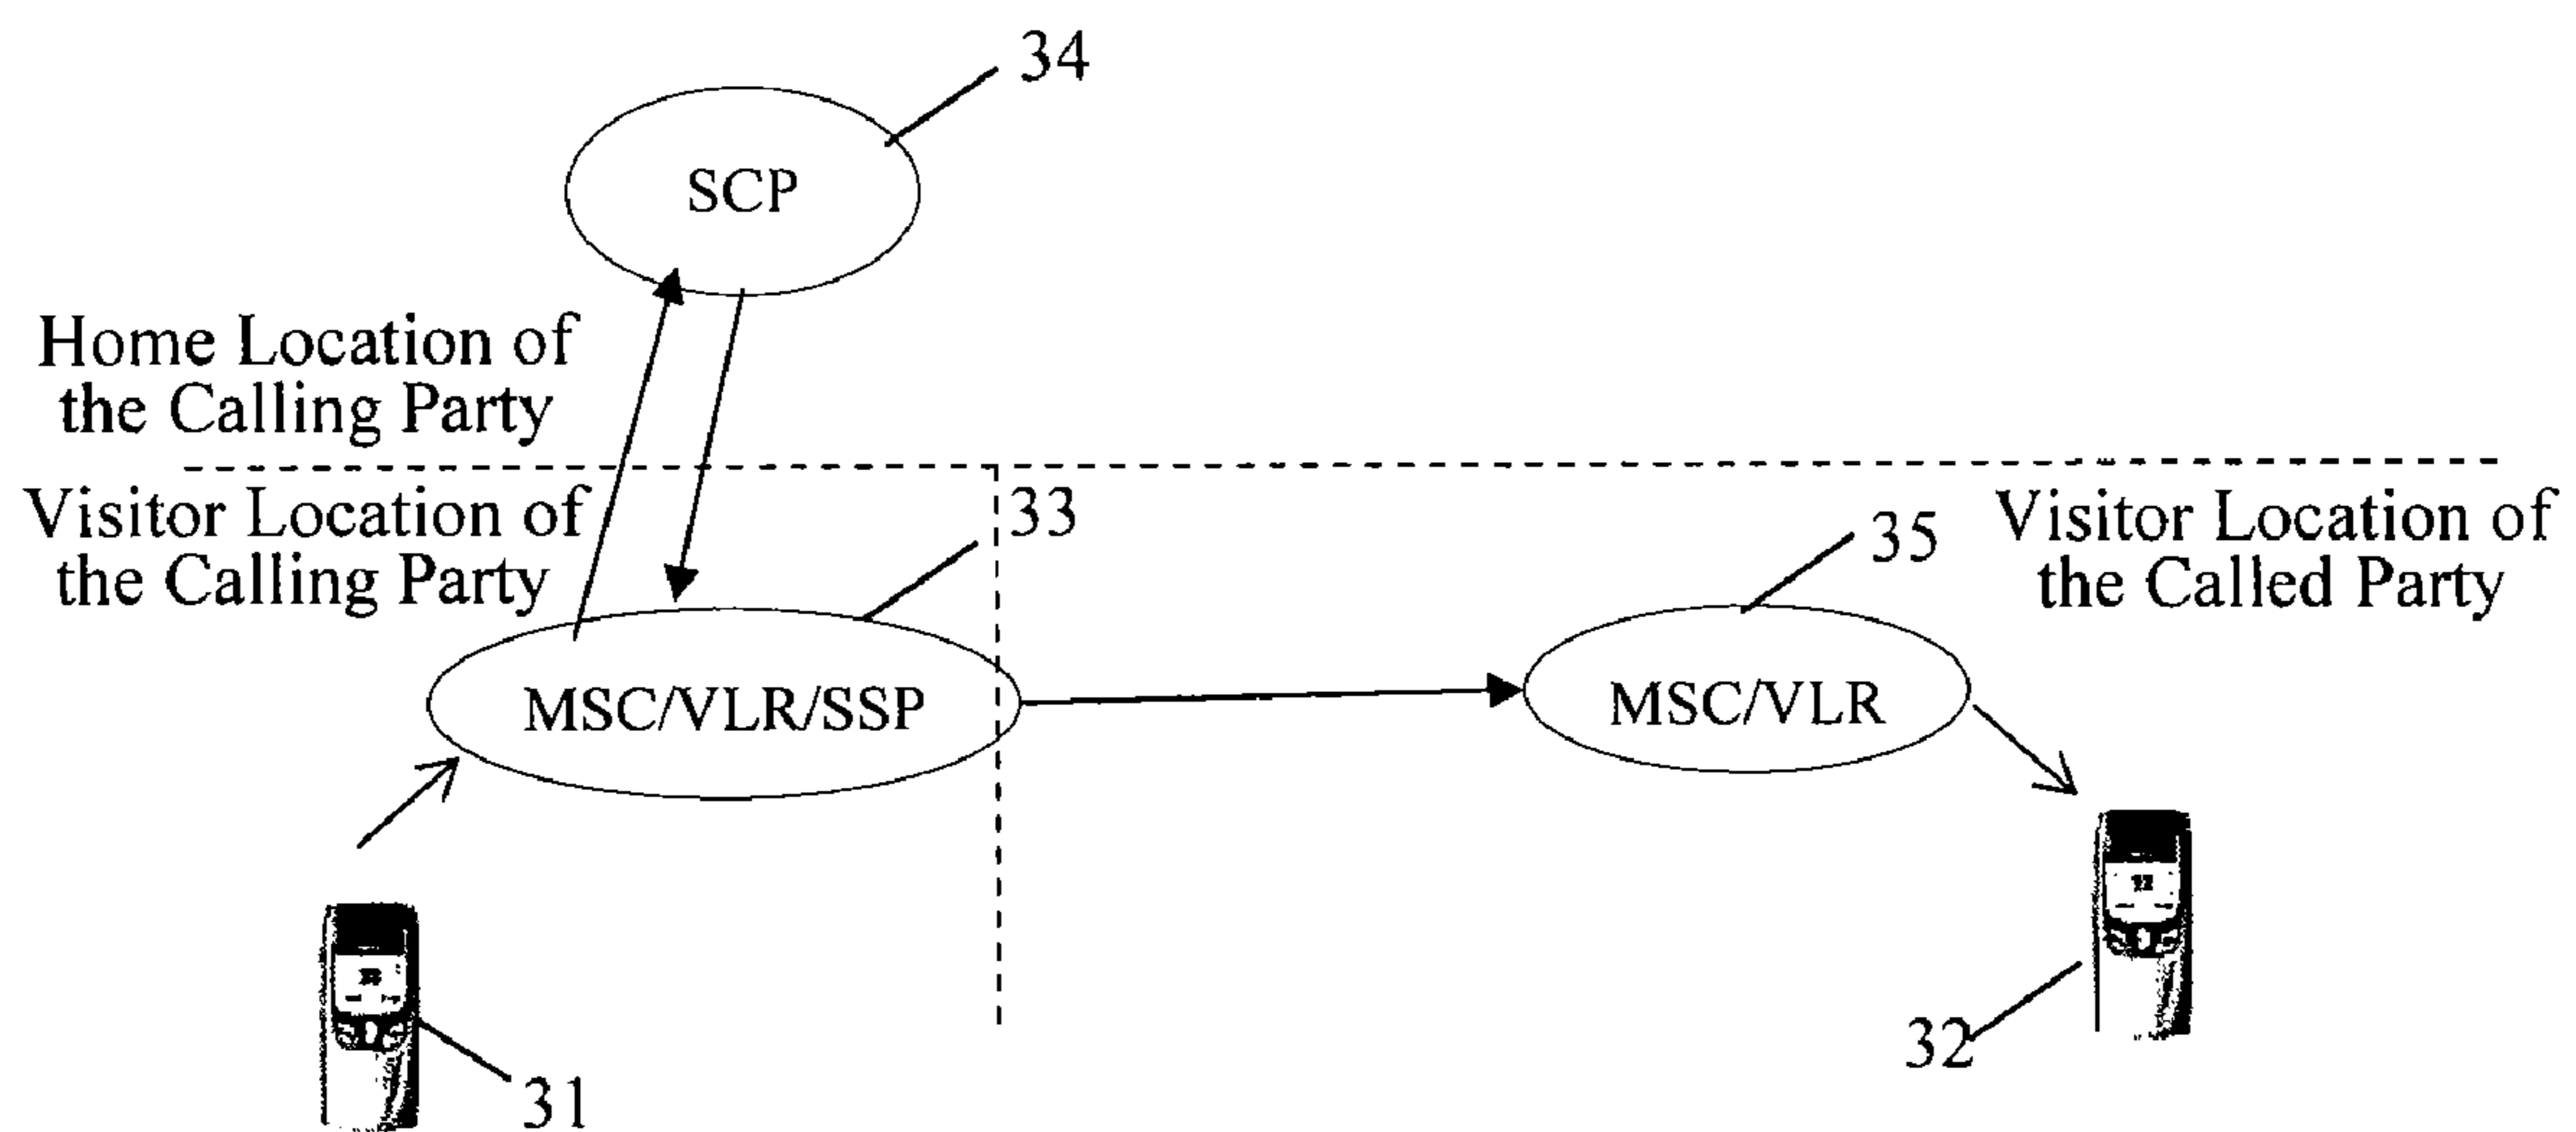 34
SCP
Home Location of
the Calling Party
Visitor Location of
the Calling Party
33
35
Visitor Location of
the Called Party
MSC/VLR/SSP
MSC/VLR
32
31